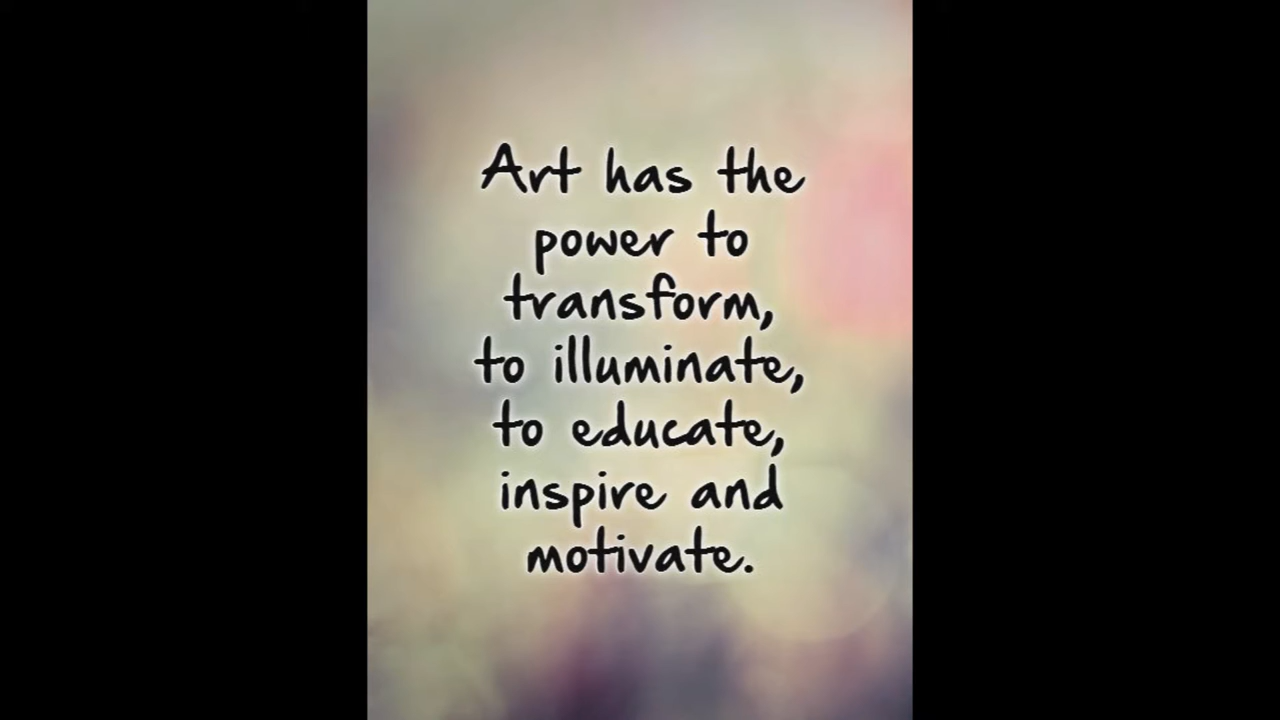 Art has the
power to
transform,
to illuminate,
to educate,
inspire and
motivate.